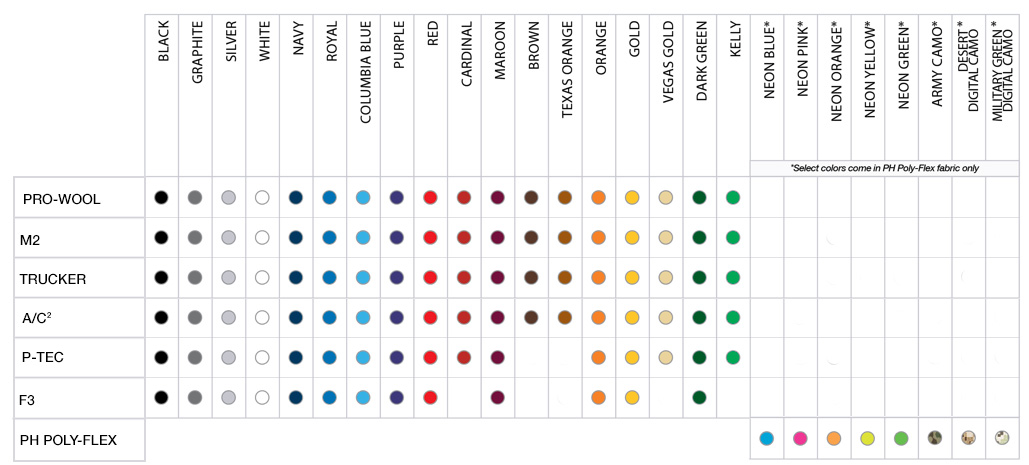 BLACK
GRAPHITE
SILVER
WHITE
NAVY
ROYAL
COLUMBIA BLUE
PURPLE
RED
CARDINAL
MAROON
BROWN
TEXAS ORANGE
ORANGE
GOLD
VEGAS GOLD
DARK GREEN
KELLY
NEON BLUE*
NEON PINK*
NEON ORANGE*
NEON YELLOW*
NEON GREEN*
ARMY CAMO*
DESERT *
DIGITAL CAMO
MILITARY GREEN *
DIGITAL CAMO
*Select colors come in PH Poly-Flex fabric only
PRO-WOOL
M2
TRUCKER
A/C²
P-TEC
F3
PH POLY-FLEX